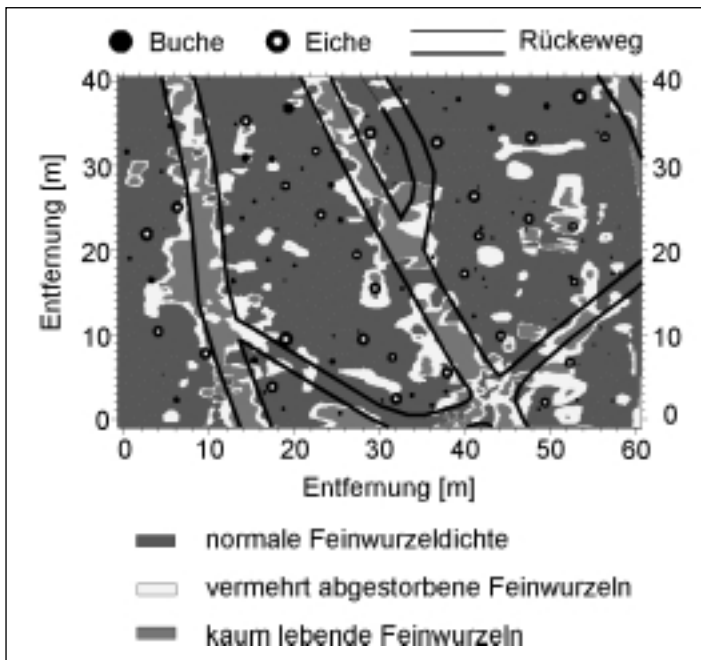 Buche Eiche Rückeweg
40 40
30 30
20 20
10 10
0 0
Entfernung [m]
0 10 20 30 40 50 60
Entfernung [m]
normale Feinwurzeldichte
vermehrt abgestorbene Feinwurzeln
kaum lebende Feinwurzeln